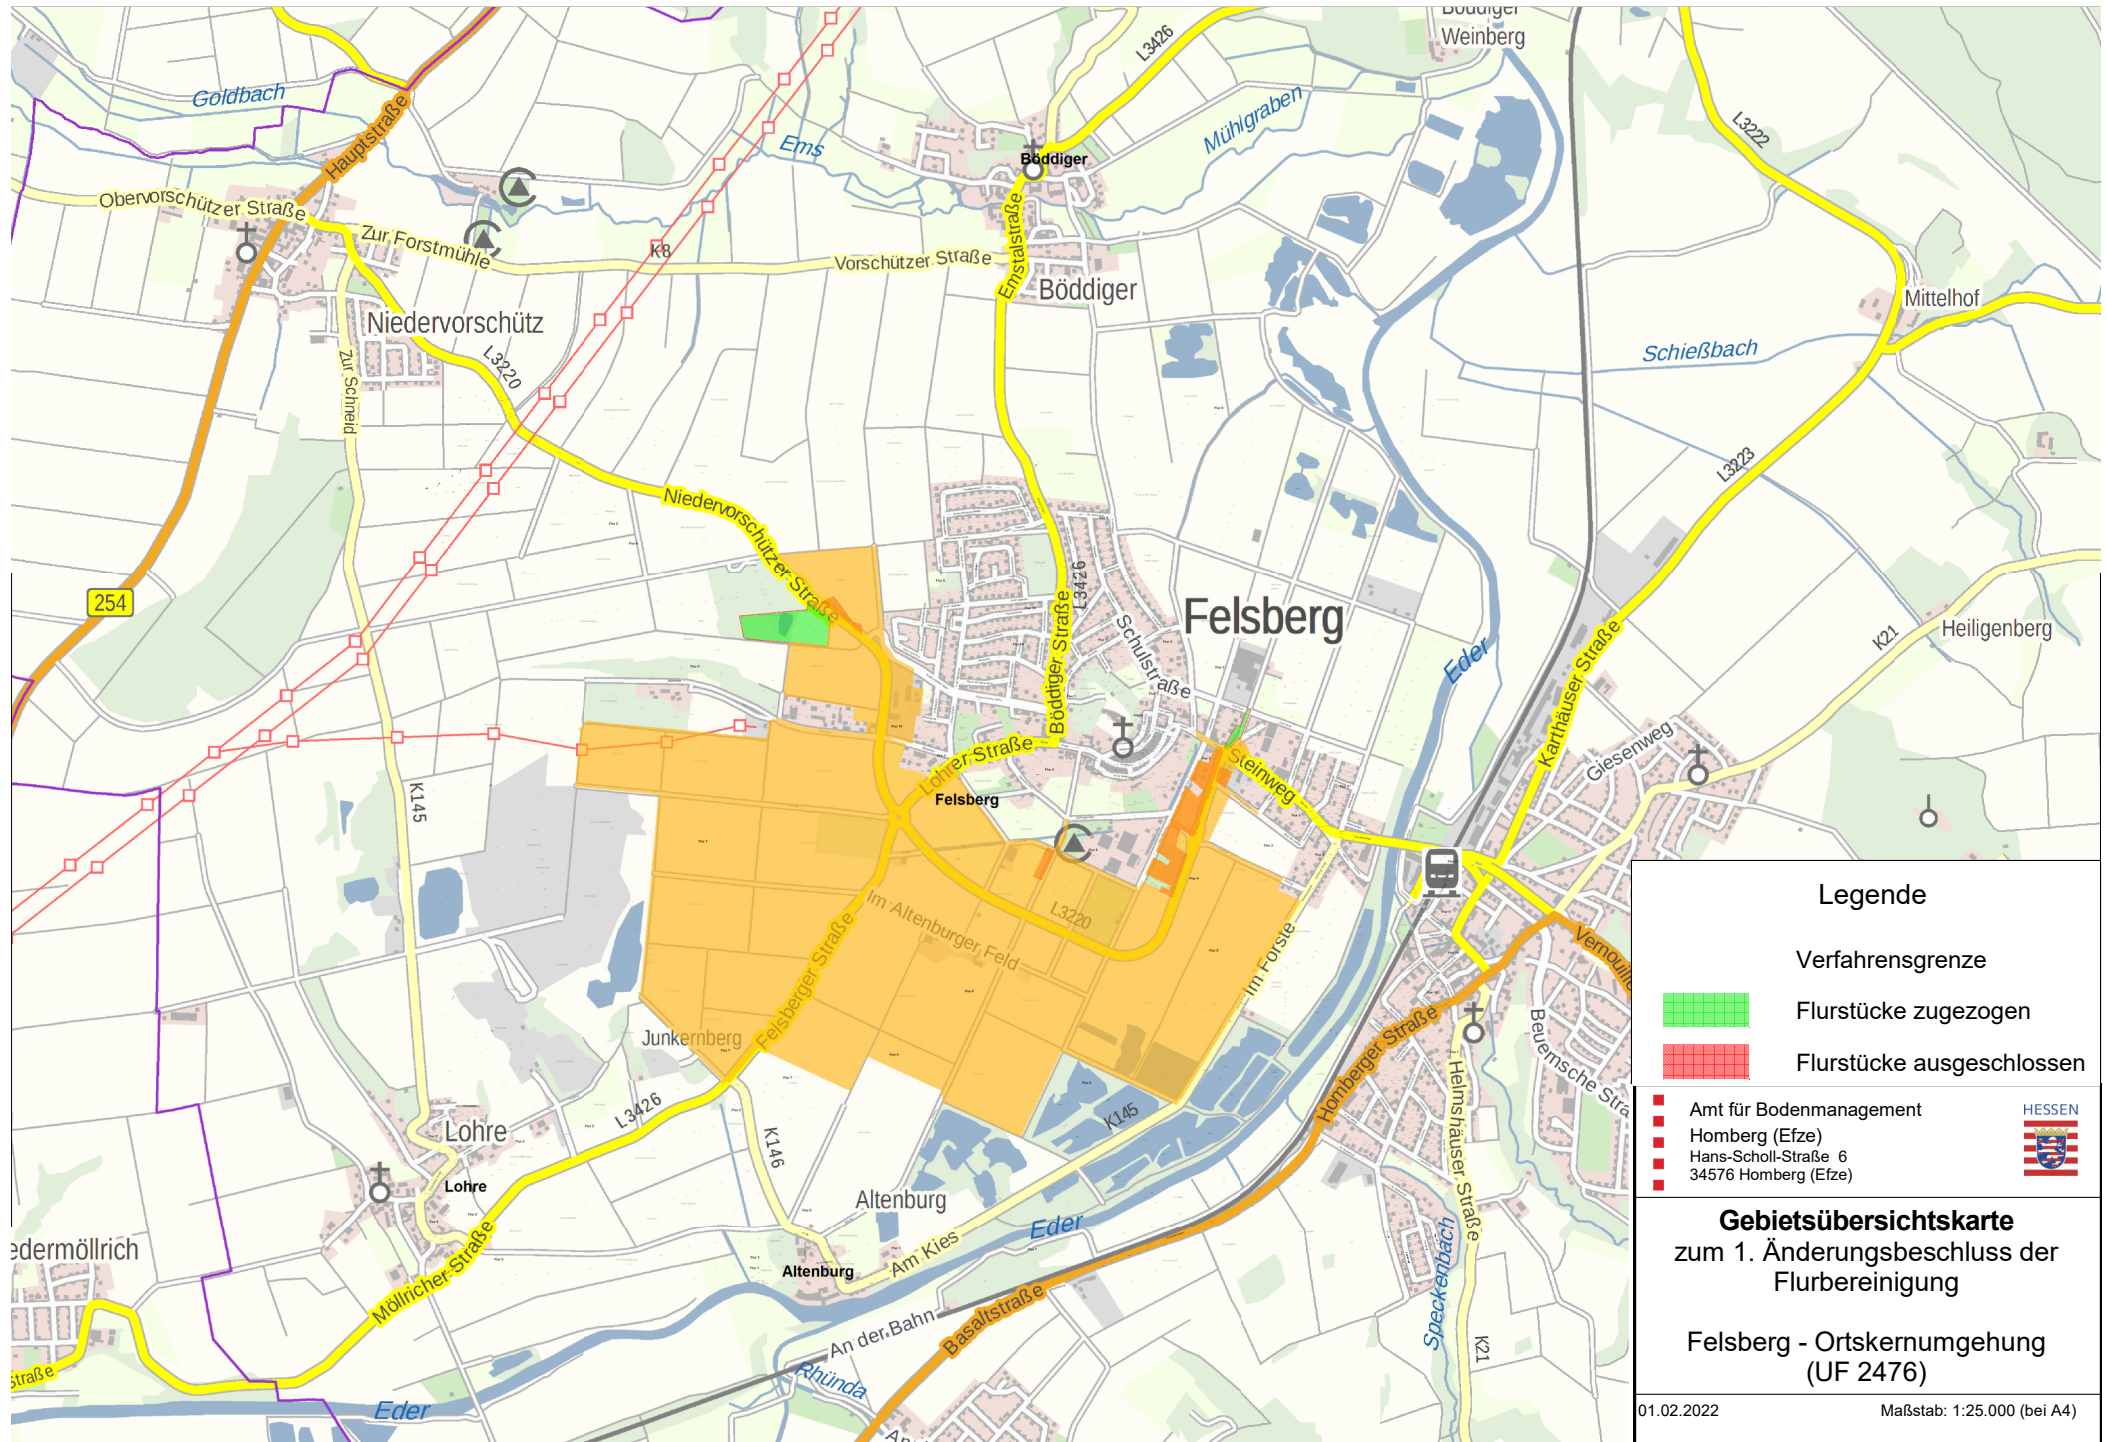 Böddiger
Weinberg
L3426
Goldbach
Hauptstraße
Ems
Mühlgraben
L3222
Böddiger
Obervorschützer Straße
Zur Forstmühle
K8
Vorschützer Straße
Emstalstraße
Böddiger
Mittelhof
Niedervorschütz
L3220
Zur Schneid
Schießbach
L3223
Niedervorschützer Straße
254
L3426
Felsberg
Schulstraße
Böddiger Straße
Eder
K21
Heiligenberg
Karthäuser Straße
Giesenweg
Lohrer Straße
Steinweg
Felsberg
K145
Im Altenburger Feld
L3220
Felsberger Straße
Im Forste
Junkernberg
Homberger Straße
Beuernsche Stra
Helmshäuser Straße
L3426
K145
K146
Lohre
Lohre
Altenburg
Eder
Am Kies
Altenburg
edermöllrich
Möllricher Straße
straße
An der Bahn
Basaltstraße
Rhünda
Speckenbach
K21
Eder
Legende
Verfahrensgrenze
Flurstücke zugezogen
Flurstücke ausgeschlossen
Amt für Bodenmanagement
Homberg (Efze)
Hans-Scholl-Straße 6
34576 Homberg (Efze)
HESSEN
Gebietsübersichtskarte
zum 1. Änderungsbeschluss der
Flurbereinigung
Felsberg - Ortskernumgehung
(UF 2476)
01.02.2022
Maßstab: 1:25.000 (bei A4)